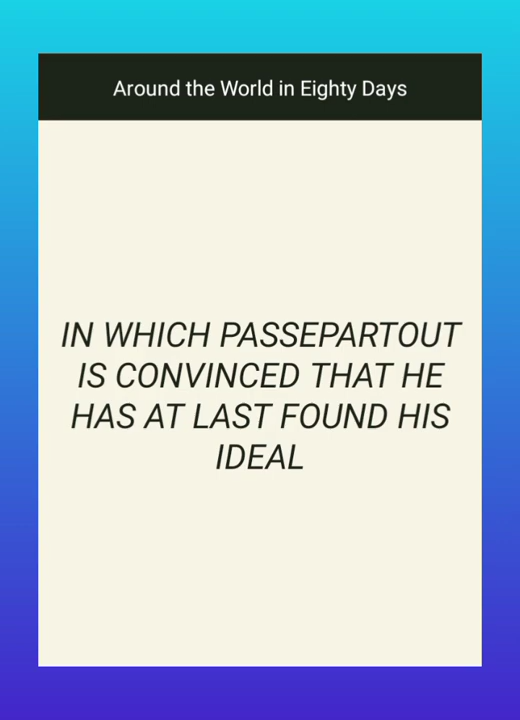 Around the World in Eighty Days
IN WHICH PASSEPARTOUT
IS CONVINCED THAT HE
HAS AT LAST FOUND HIS
IDEAL